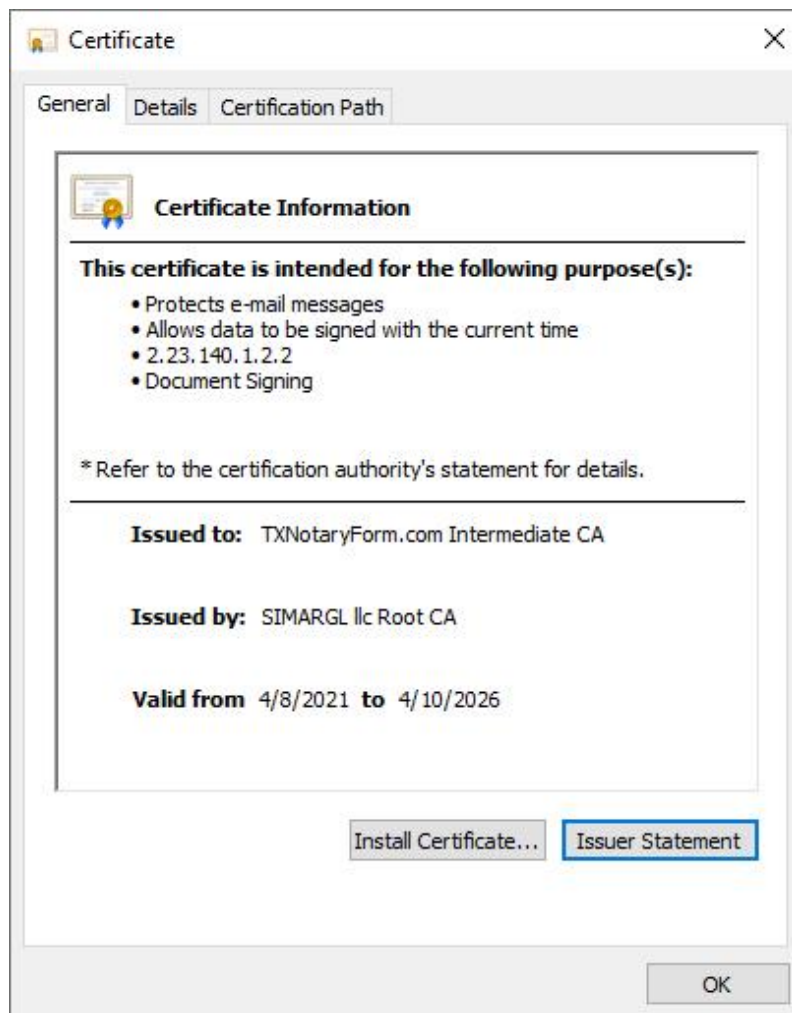 Certificate
General Details Certification Path
Certificate Information
This certificate is intended for the following purpose(s):
• Protects e-mail messages
• Allows data to be signed with the current time
• 2.23.140.1.2.2
• Document Signing
* Refer to the certification authority's statement for details.
Issued to: TXNotaryForm.com Intermediate CA
Issued by: SIMARGL llc Root CA
Valid from 4/8/2021 to 4/10/2026
Install Certificate... Issuer Statement
OK